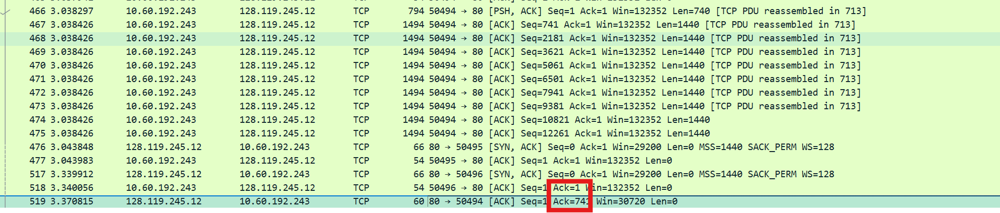 466 3.038297 10.60.192.243 128.119.245.12 TCP 794 50494 → 80 [PSH, ACK] Seq=1 Ack=1 Win=132352 Len=740 [TCP PDU reassembled in 713]
467 3.038426 10.60.192.243 128.119.245.12 TCP 1494 50494 → 80 [ACK] Seq=741 Ack=1 Win=132352 Len=1440 [TCP PDU reassembled in 713]
468 3.038426 10.60.192.243 128.119.245.12 TCP 1494 50494 → 80 [ACK] Seq=2181 Ack=1 Win=132352 Len=1440 [TCP PDU reassembled in 713]
469 3.038426 10.60.192.243 128.119.245.12 TCP 1494 50494 → 80 [ACK] Seq=3621 Ack=1 Win=132352 Len=1440 [TCP PDU reassembled in 713]
470 3.038426 10.60.192.243 128.119.245.12 TCP 1494 50494 → 80 [ACK] Seq=5061 Ack=1 Win=132352 Len=1440 [TCP PDU reassembled in 713]
471 3.038426 10.60.192.243 128.119.245.12 TCP 1494 50494 → 80 [ACK] Seq=6501 Ack=1 Win=132352 Len=1440 [TCP PDU reassembled in 713]
472 3.038426 10.60.192.243 128.119.245.12 TCP 1494 50494 → 80 [ACK] Seq=7941 Ack=1 Win=132352 Len=1440 [TCP PDU reassembled in 713]
473 3.038426 10.60.192.243 128.119.245.12 TCP 1494 50494 → 80 [ACK] Seq=9381 Ack=1 Win=132352 Len=1440 [TCP PDU reassembled in 713]
474 3.038426 10.60.192.243 128.119.245.12 TCP 1494 50494 → 80 [ACK] Seq=10821 Ack=1 Win=132352 Len=1440
475 3.038426 10.60.192.243 128.119.245.12 TCP 1494 50494 → 80 [ACK] Seq=12261 Ack=1 Win=132352 Len=1440
476 3.043848 128.119.245.12 10.60.192.243 TCP 66 80 → 50495 [SYN, ACK] Seq=0 Ack=1 Win=29200 Len=0 MSS=1440 SACK_PERM WS=128
477 3.043983 10.60.192.243 128.119.245.12 TCP 54 50495 → 80 [ACK] Seq=1 Ack=1 Win=132352 Len=0
517 3.339912 128.119.245.12 10.60.192.243 TCP 66 80 → 50496 [SYN, ACK] Seq=0 Ack=1 Win=29200 Len=0 MSS=1440 SACK_PERM WS=128
518 3.340056 10.60.192.243 128.119.245.12 TCP 54 50496 → 80 [ACK] Seq=1 Ack=1 Win=132352 Len=0
519 3.370815 128.119.245.12 10.60.192.243 TCP 60 80 → 50494 [ACK] Seq=1 Ack=741 Win=30720 Len=0